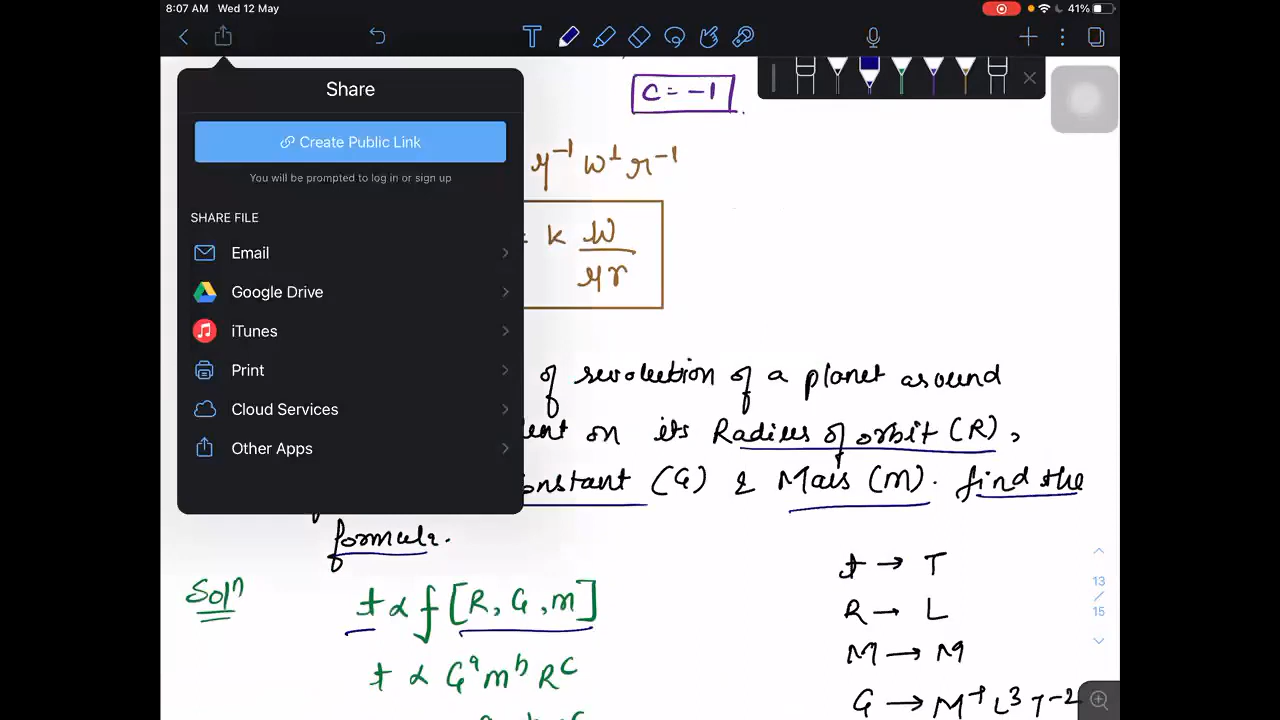 8:07 AM Wed 12 May
41%
T
Share
Create Public Link
You will be prompted to log in or sign up
SHARE FILE
Email
Google Drive
iTunes
Print
Cloud Services
Other Apps
C = -1
η⁻¹ W¹ r⁻¹
= K W
ηr
of revolution of a planet around
ent on its Radius of orbit (R),
onstant (G) & Mass (M). find the
formula.
Solⁿ
t ∝ f [R, G, m]
t ∝ Gᵃ mᵇ Rᶜ
t → T
R → L
M → M
G → M⁻¹ L³ T⁻²
13
/
15